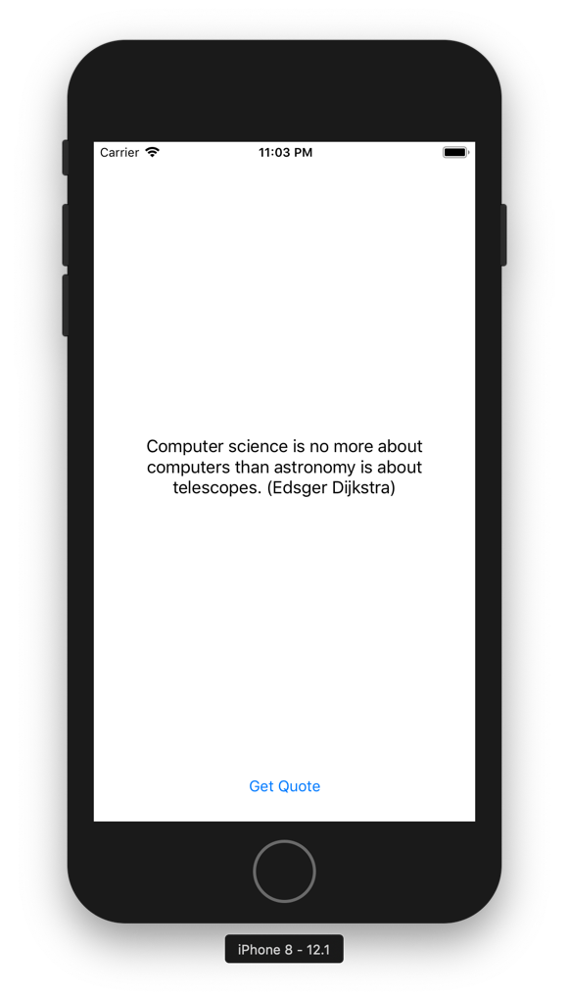 Carrier
11:03 PM
Computer science is no more about
computers than astronomy is about
telescopes. (Edsger Dijkstra)
Get Quote
iPhone 8 - 12.1